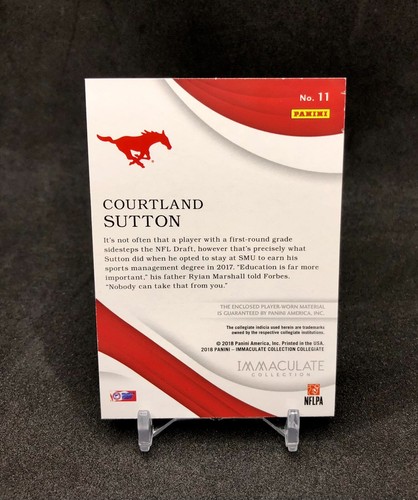 No. 11
PANINI
COURTLAND
SUTTON
It's not often that a player with a first-round grade
sidesteps the NFL Draft, however that's precisely what
Sutton did when he opted to stay at SMU to earn his
sports management degree in 2017. "Education is far more
important," his father Ryian Marshall told Forbes.
"Nobody can take that from you."
THE ENCLOSED PLAYER-WORN MATERIAL
IS GUARANTEED BY PANINI AMERICA, INC.
The collegiate indicia used herein are trademarks
owned by the respective collegiate institutions.
© 2018 Panini America, Inc. Printed in the USA.
2018 PANINI – IMMACULATE COLLECTION COLLEGIATE
IMMACULATE
COLLECTION
NFLPA